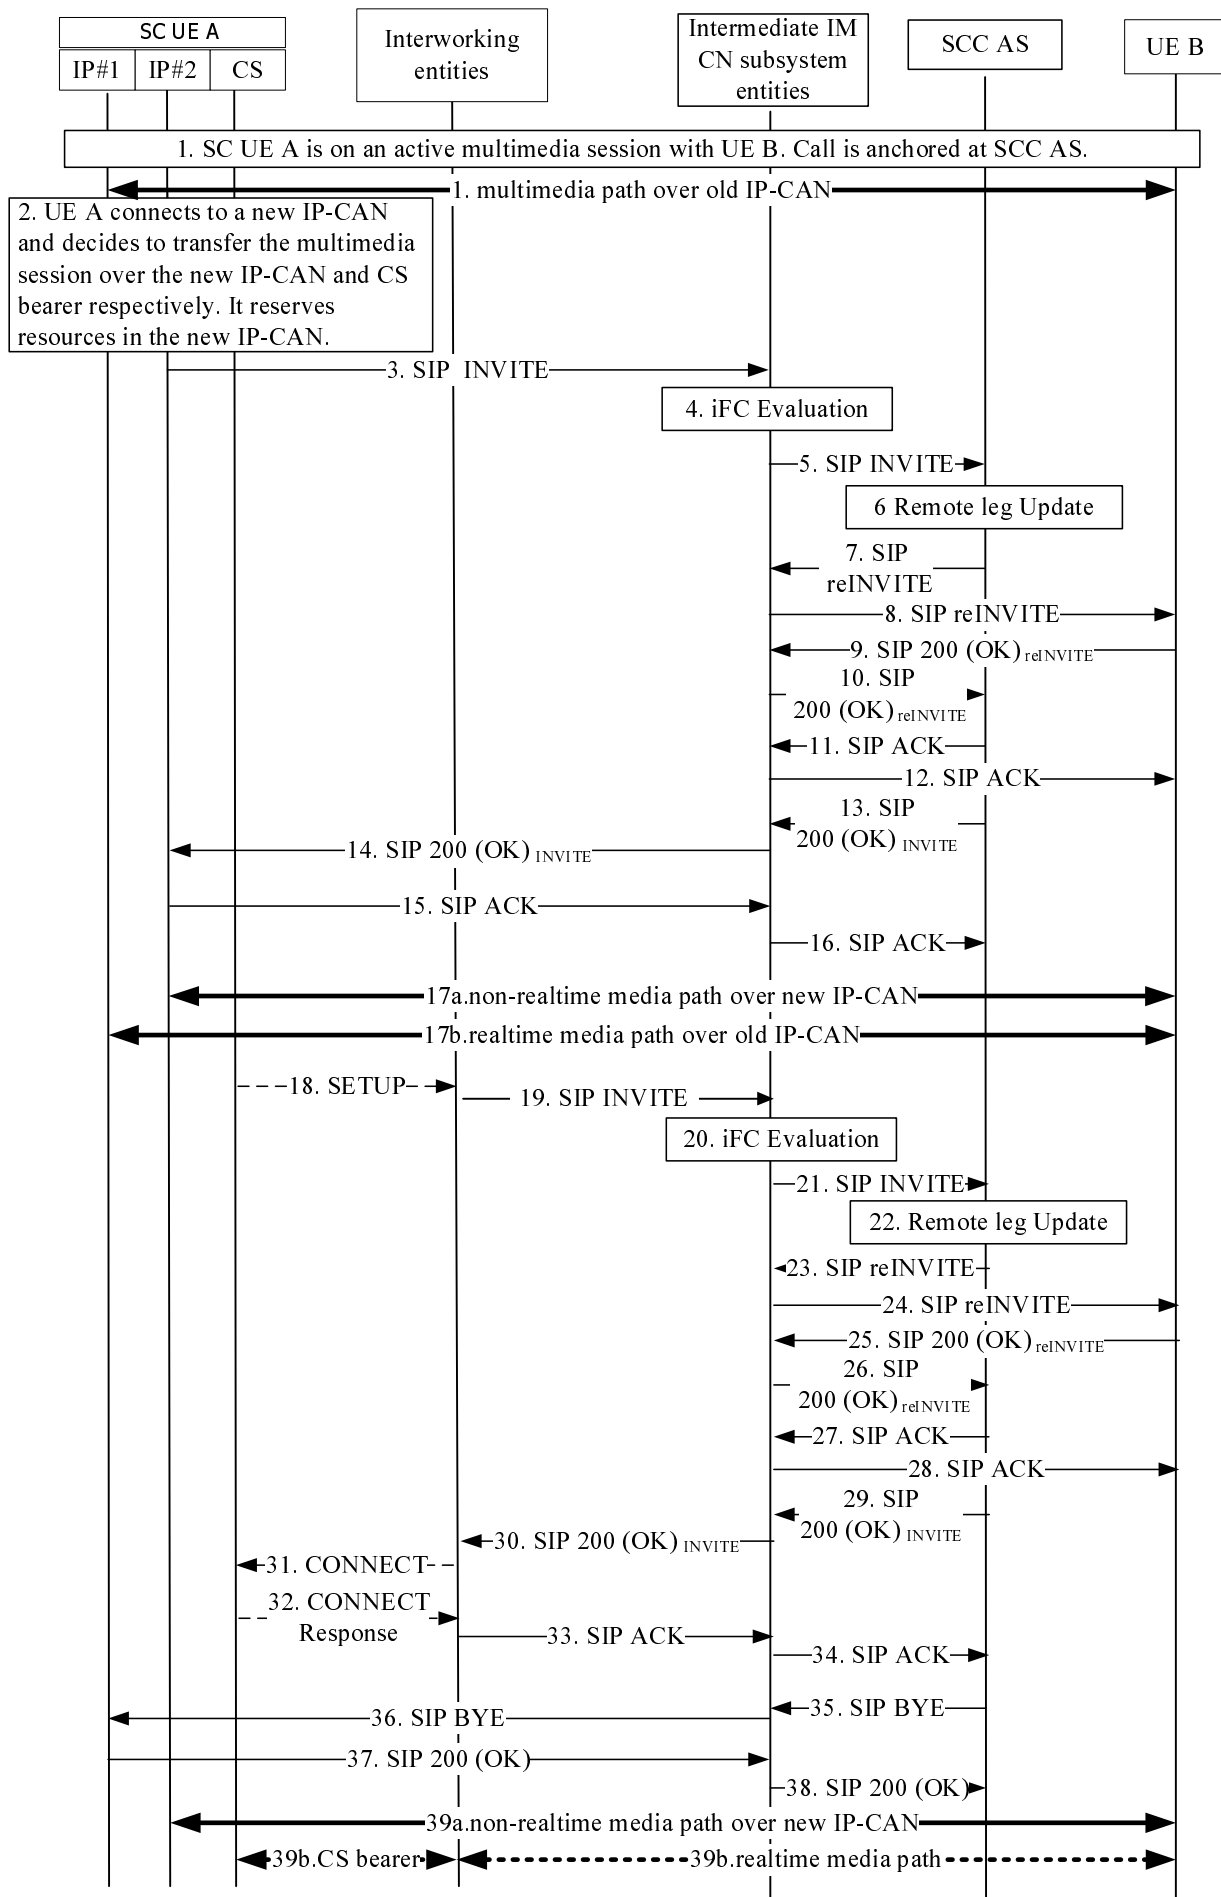 SC UE A
IP#1
IP#2
CS
Interworking
entities
Intermediate IM
CN subsystem
entities
SCC AS
UE B
1. SC UE A is on an active multimedia session with UE B. Call is anchored at SCC AS.
1. multimedia path over old IP-CAN
2. UE A connects to a new IP-CAN
and decides to transfer the multimedia
session over the new IP-CAN and CS
bearer respectively. It reserves
resources in the new IP-CAN.
3. SIP INVITE
4. iFC Evaluation
5. SIP INVITE
6 Remote leg Update
7. SIP
reINVITE
8. SIP reINVITE
9. SIP 200 (OK) reINVITE
10. SIP
200 (OK) reINVITE
11. SIP ACK
12. SIP ACK
13. SIP
200 (OK) INVITE
14. SIP 200 (OK) INVITE
15. SIP ACK
16. SIP ACK
17a.non-realtime media path over new IP-CAN
17b.realtime media path over old IP-CAN
18. SETUP
19. SIP INVITE
20. iFC Evaluation
21. SIP INVITE
22. Remote leg Update
23. SIP reINVITE
24. SIP reINVITE
25. SIP 200 (OK) reINVITE
26. SIP
200 (OK) reINVITE
27. SIP ACK
28. SIP ACK
29. SIP
200 (OK) INVITE
30. SIP 200 (OK) INVITE
31. CONNECT
32. CONNECT
Response
33. SIP ACK
34. SIP ACK
35. SIP BYE
36. SIP BYE
37. SIP 200 (OK)
38. SIP 200 (OK)
39a.non-realtime media path over new IP-CAN
39b.CS bearer
39b.realtime media path